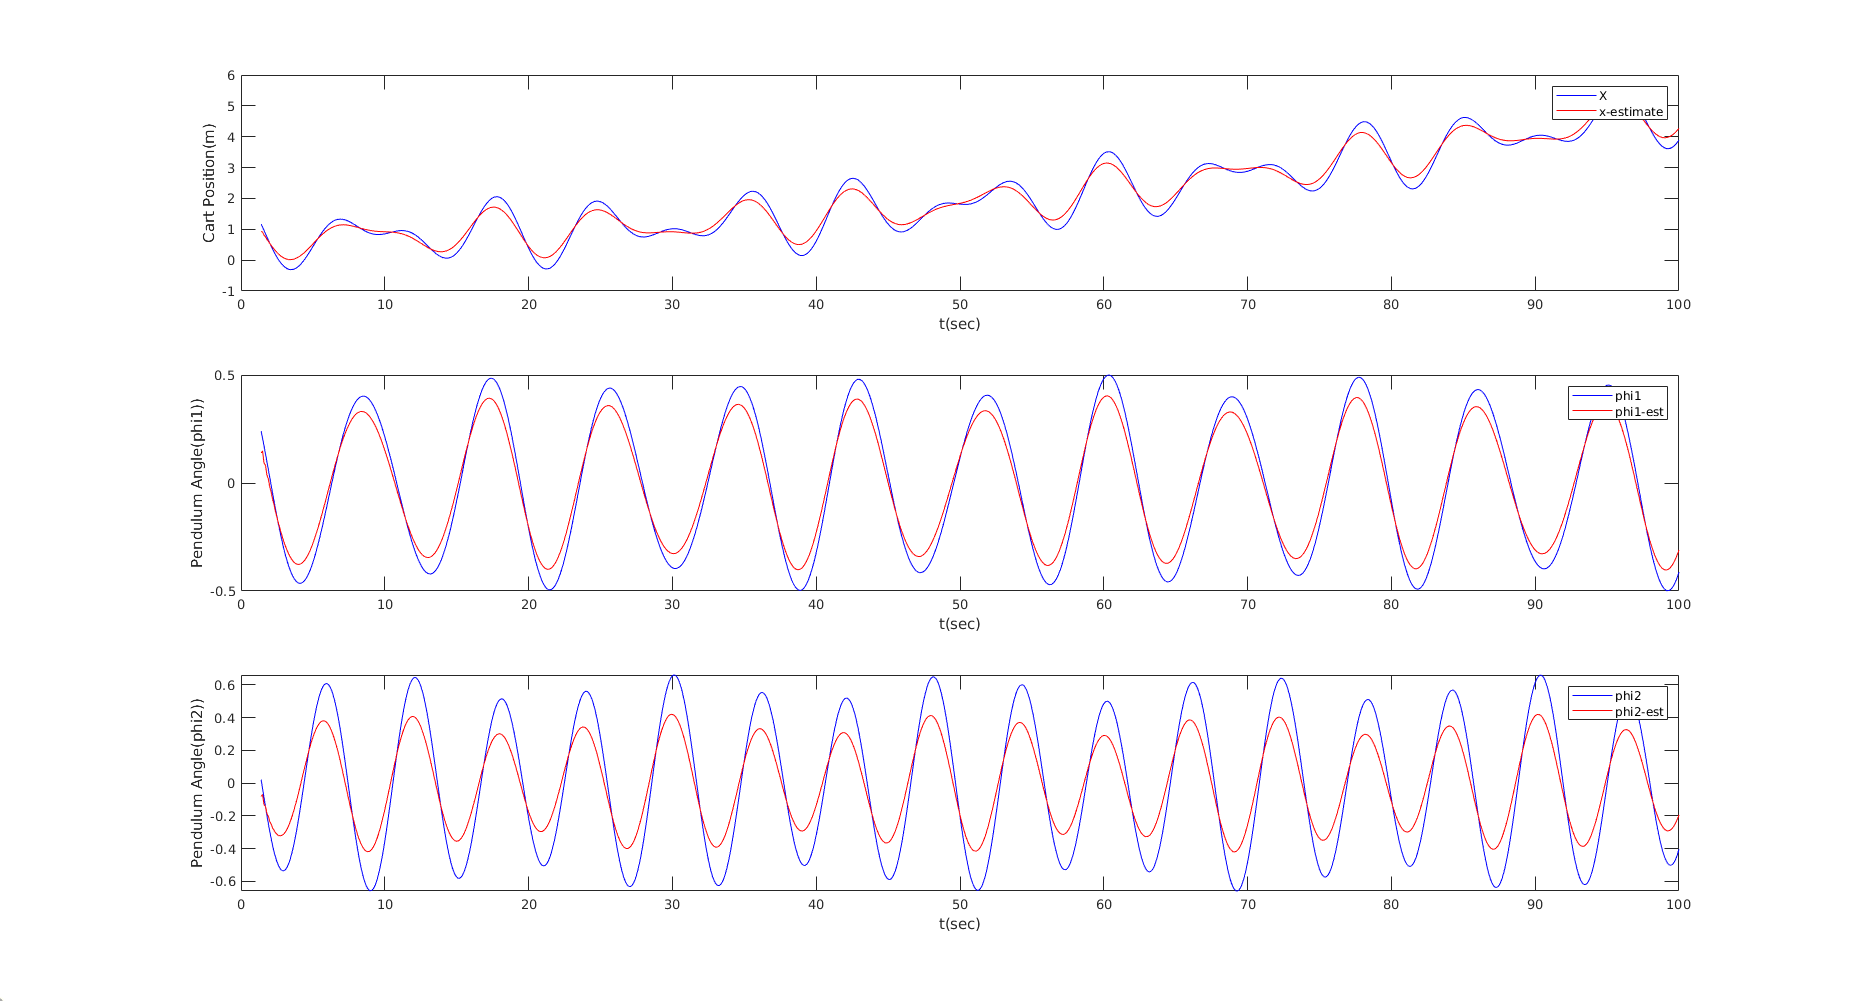 6
5
4
3
2
1
0
-1
Cart Position(m)
X
x-estimate
0 10 20 30 40 50 60 70 80 90 100
t(sec)
0.5
0
-0.5
Pendulum Angle(phi1))
phi1
phi1-est
0 10 20 30 40 50 60 70 80 90 100
t(sec)
0.6
0.4
0.2
0
-0.2
-0.4
-0.6
Pendulum Angle(phi2))
phi2
phi2-est
0 10 20 30 40 50 60 70 80 90 100
t(sec)